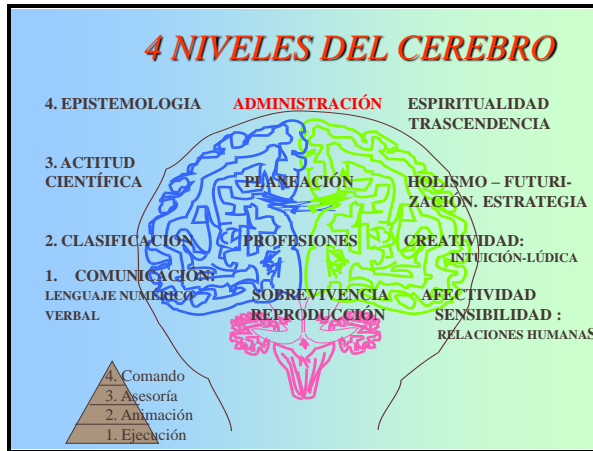 4 NIVELES DEL CEREBRO
4. EPISTEMOLOGIA ADMINISTRACIÓN ESPIRITUALIDAD
TRASCENDENCIA
3. ACTITUD
CIENTÍFICA PLANEACIÓN HOLISMO – FUTURI-
ZACIÓN. ESTRATEGIA
2. CLASIFICACIÓN PROFESIONES CREATIVIDAD:
INTUICIÓN-LÚDICA
1. COMUNICACIÓN:
LENGUAJE NUMÉRICO SOBREVIVENCIA AFECTIVIDAD
VERBAL REPRODUCCIÓN SENSIBILIDAD :
RELACIONES HUMANAS
4. Comando
3. Asesoría
2. Animación
1. Ejecución